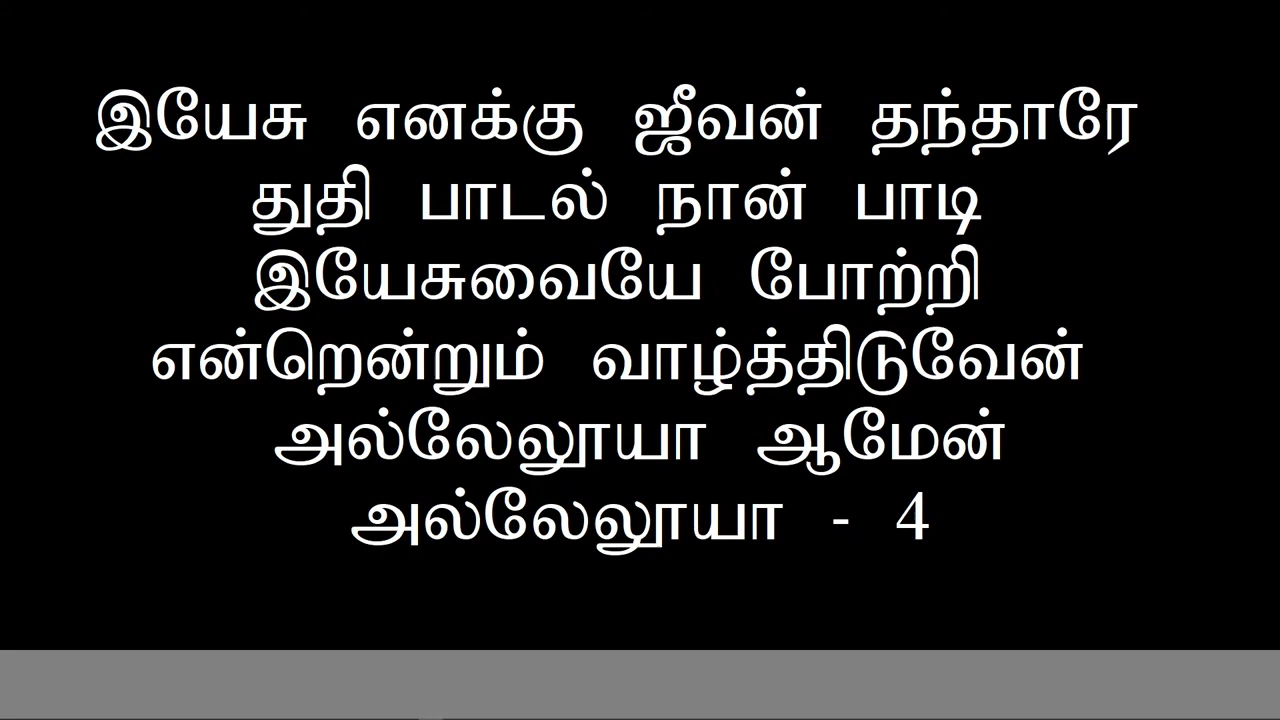 இயேசு எனக்கு ஜீவன் தந்தாரே
துதி பாடல் நான் பாடி
இயேசுவையே போற்றி
என்றென்றும் வாழ்த்திடுவேன்
அல்லேலூயா ஆமேன்
அல்லேலூயா - 4